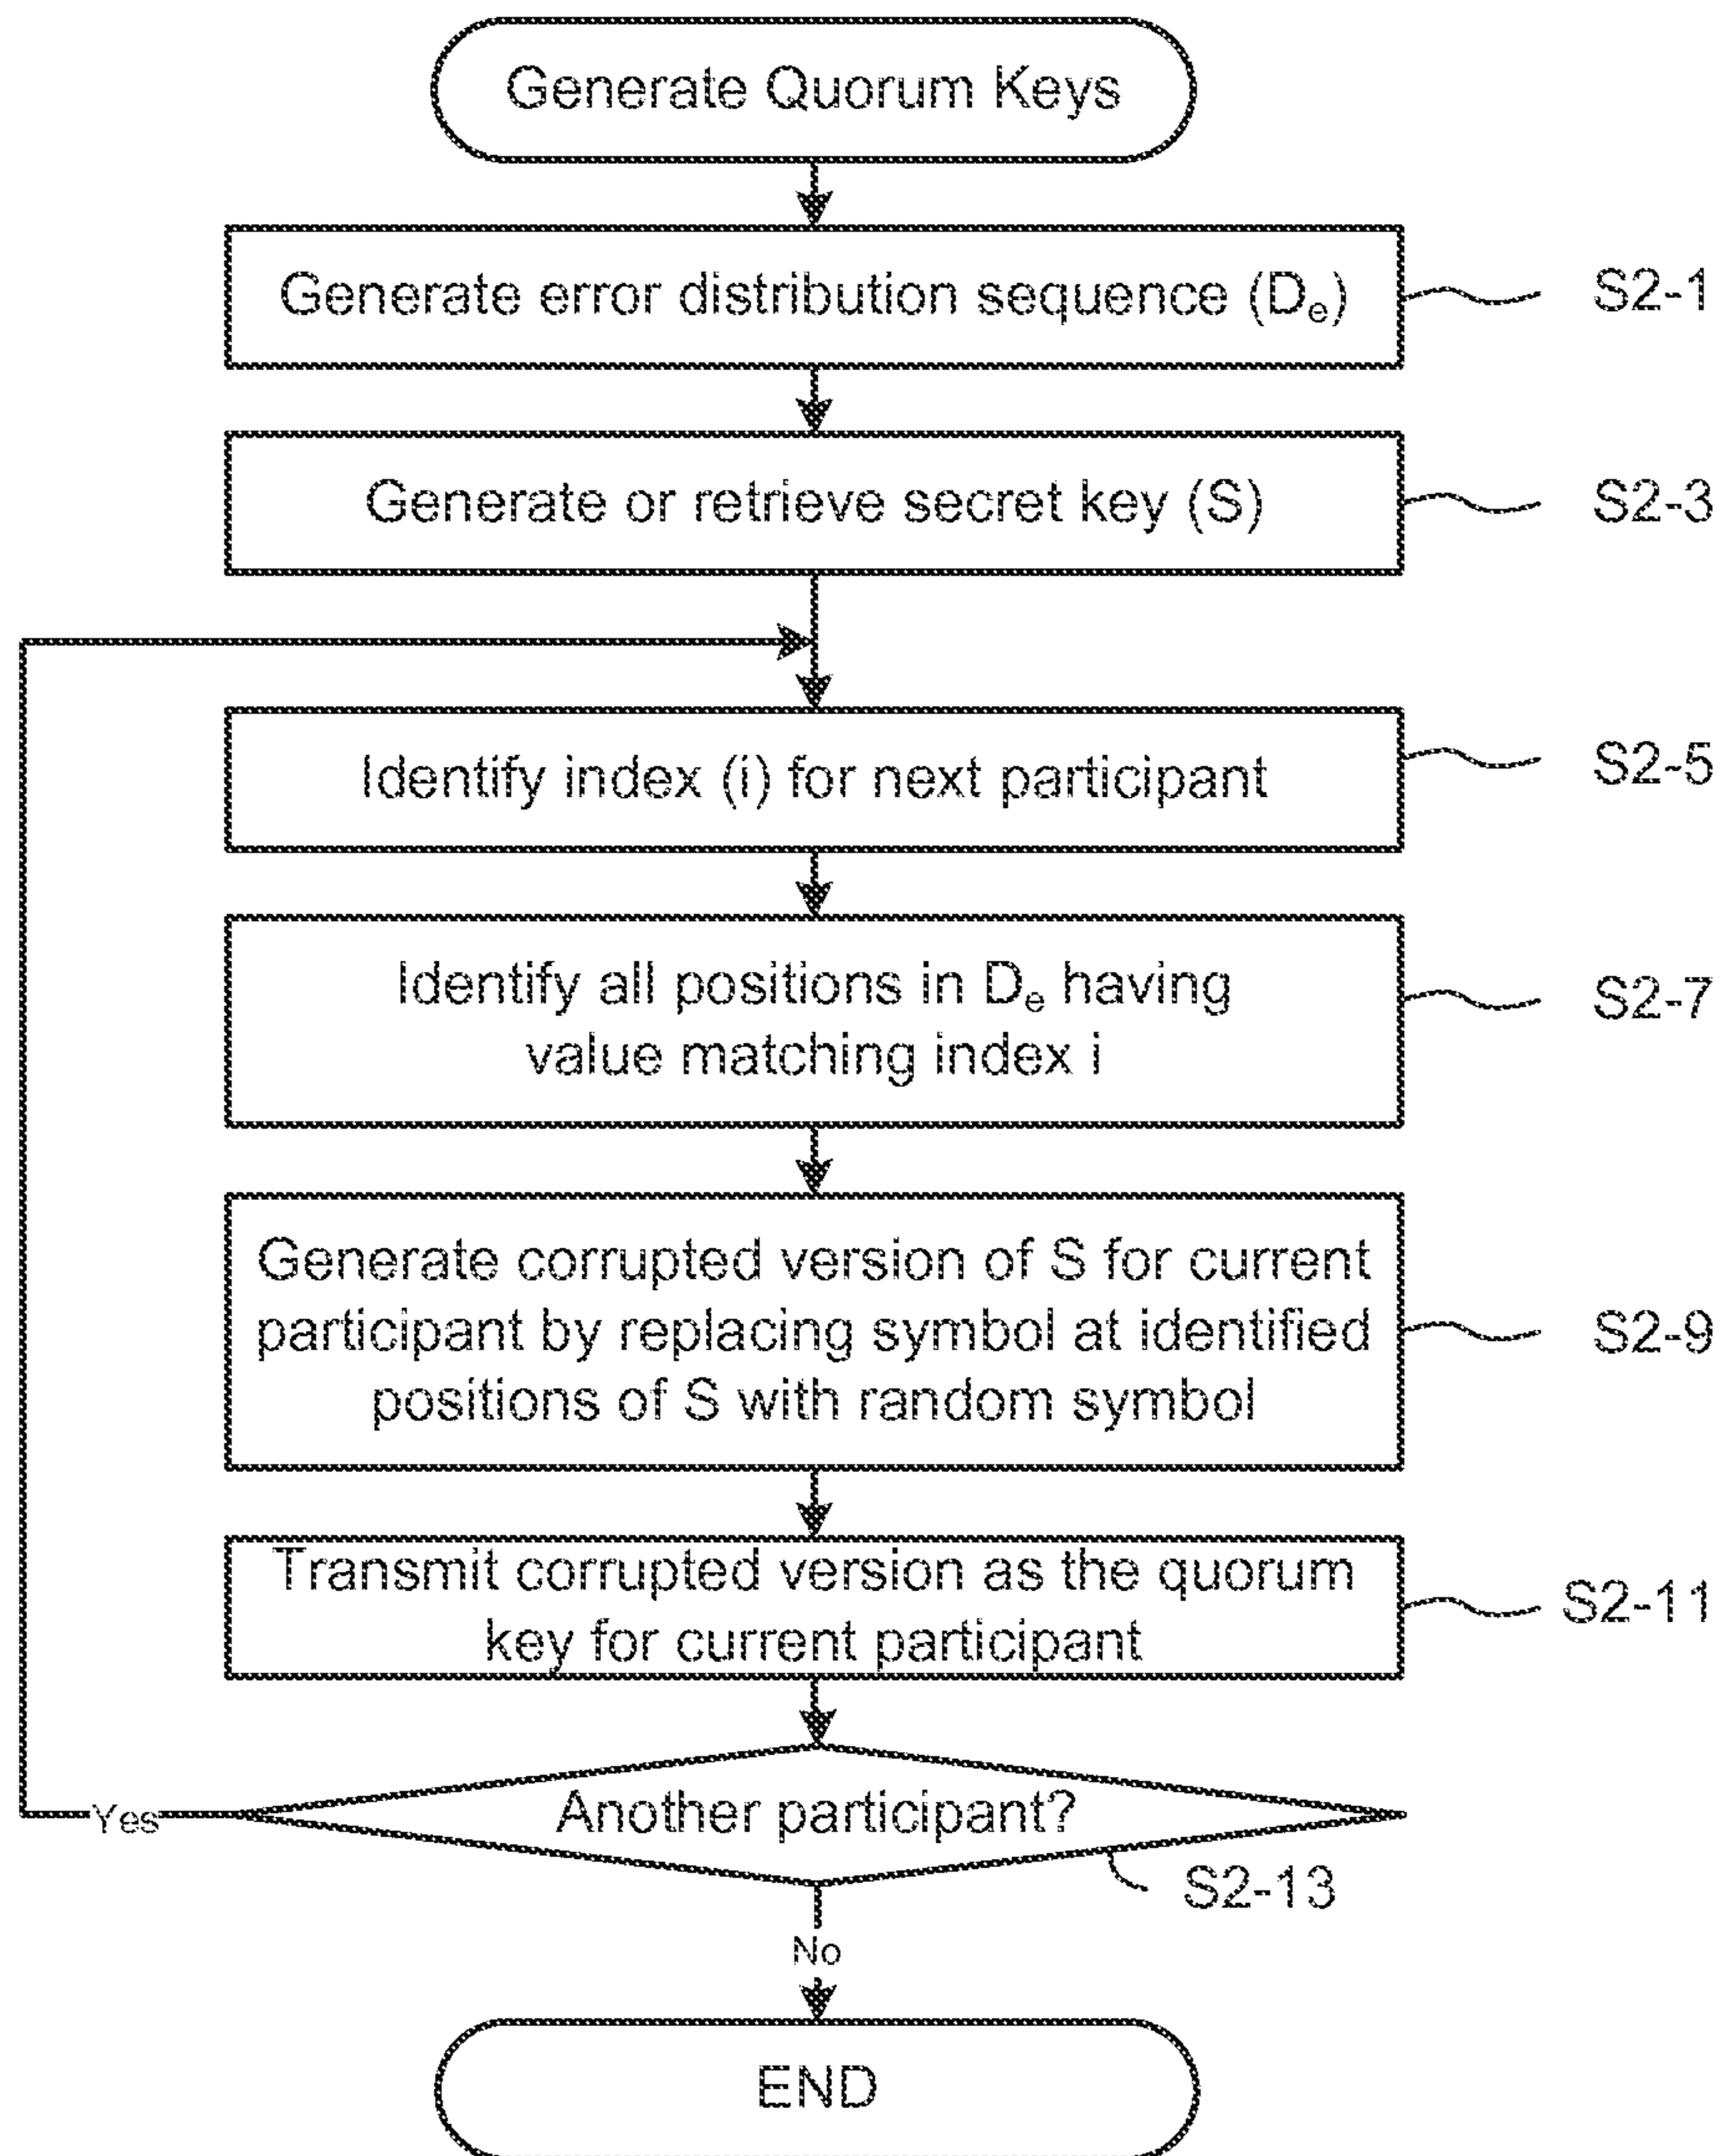 Generate Quorum Keys
Generate error distribution sequence (Dₑ)
S2-1
Generate or retrieve secret key (S)
S2-3
Identify index (i) for next participant
S2-5
Identify all positions in Dₑ having
value matching index i
S2-7
Generate corrupted version of S for current
participant by replacing symbol at identified
positions of S with random symbol
S2-9
Transmit corrupted version as the quorum
key for current participant
S2-11
Another participant?
Yes
S2-13
No
END